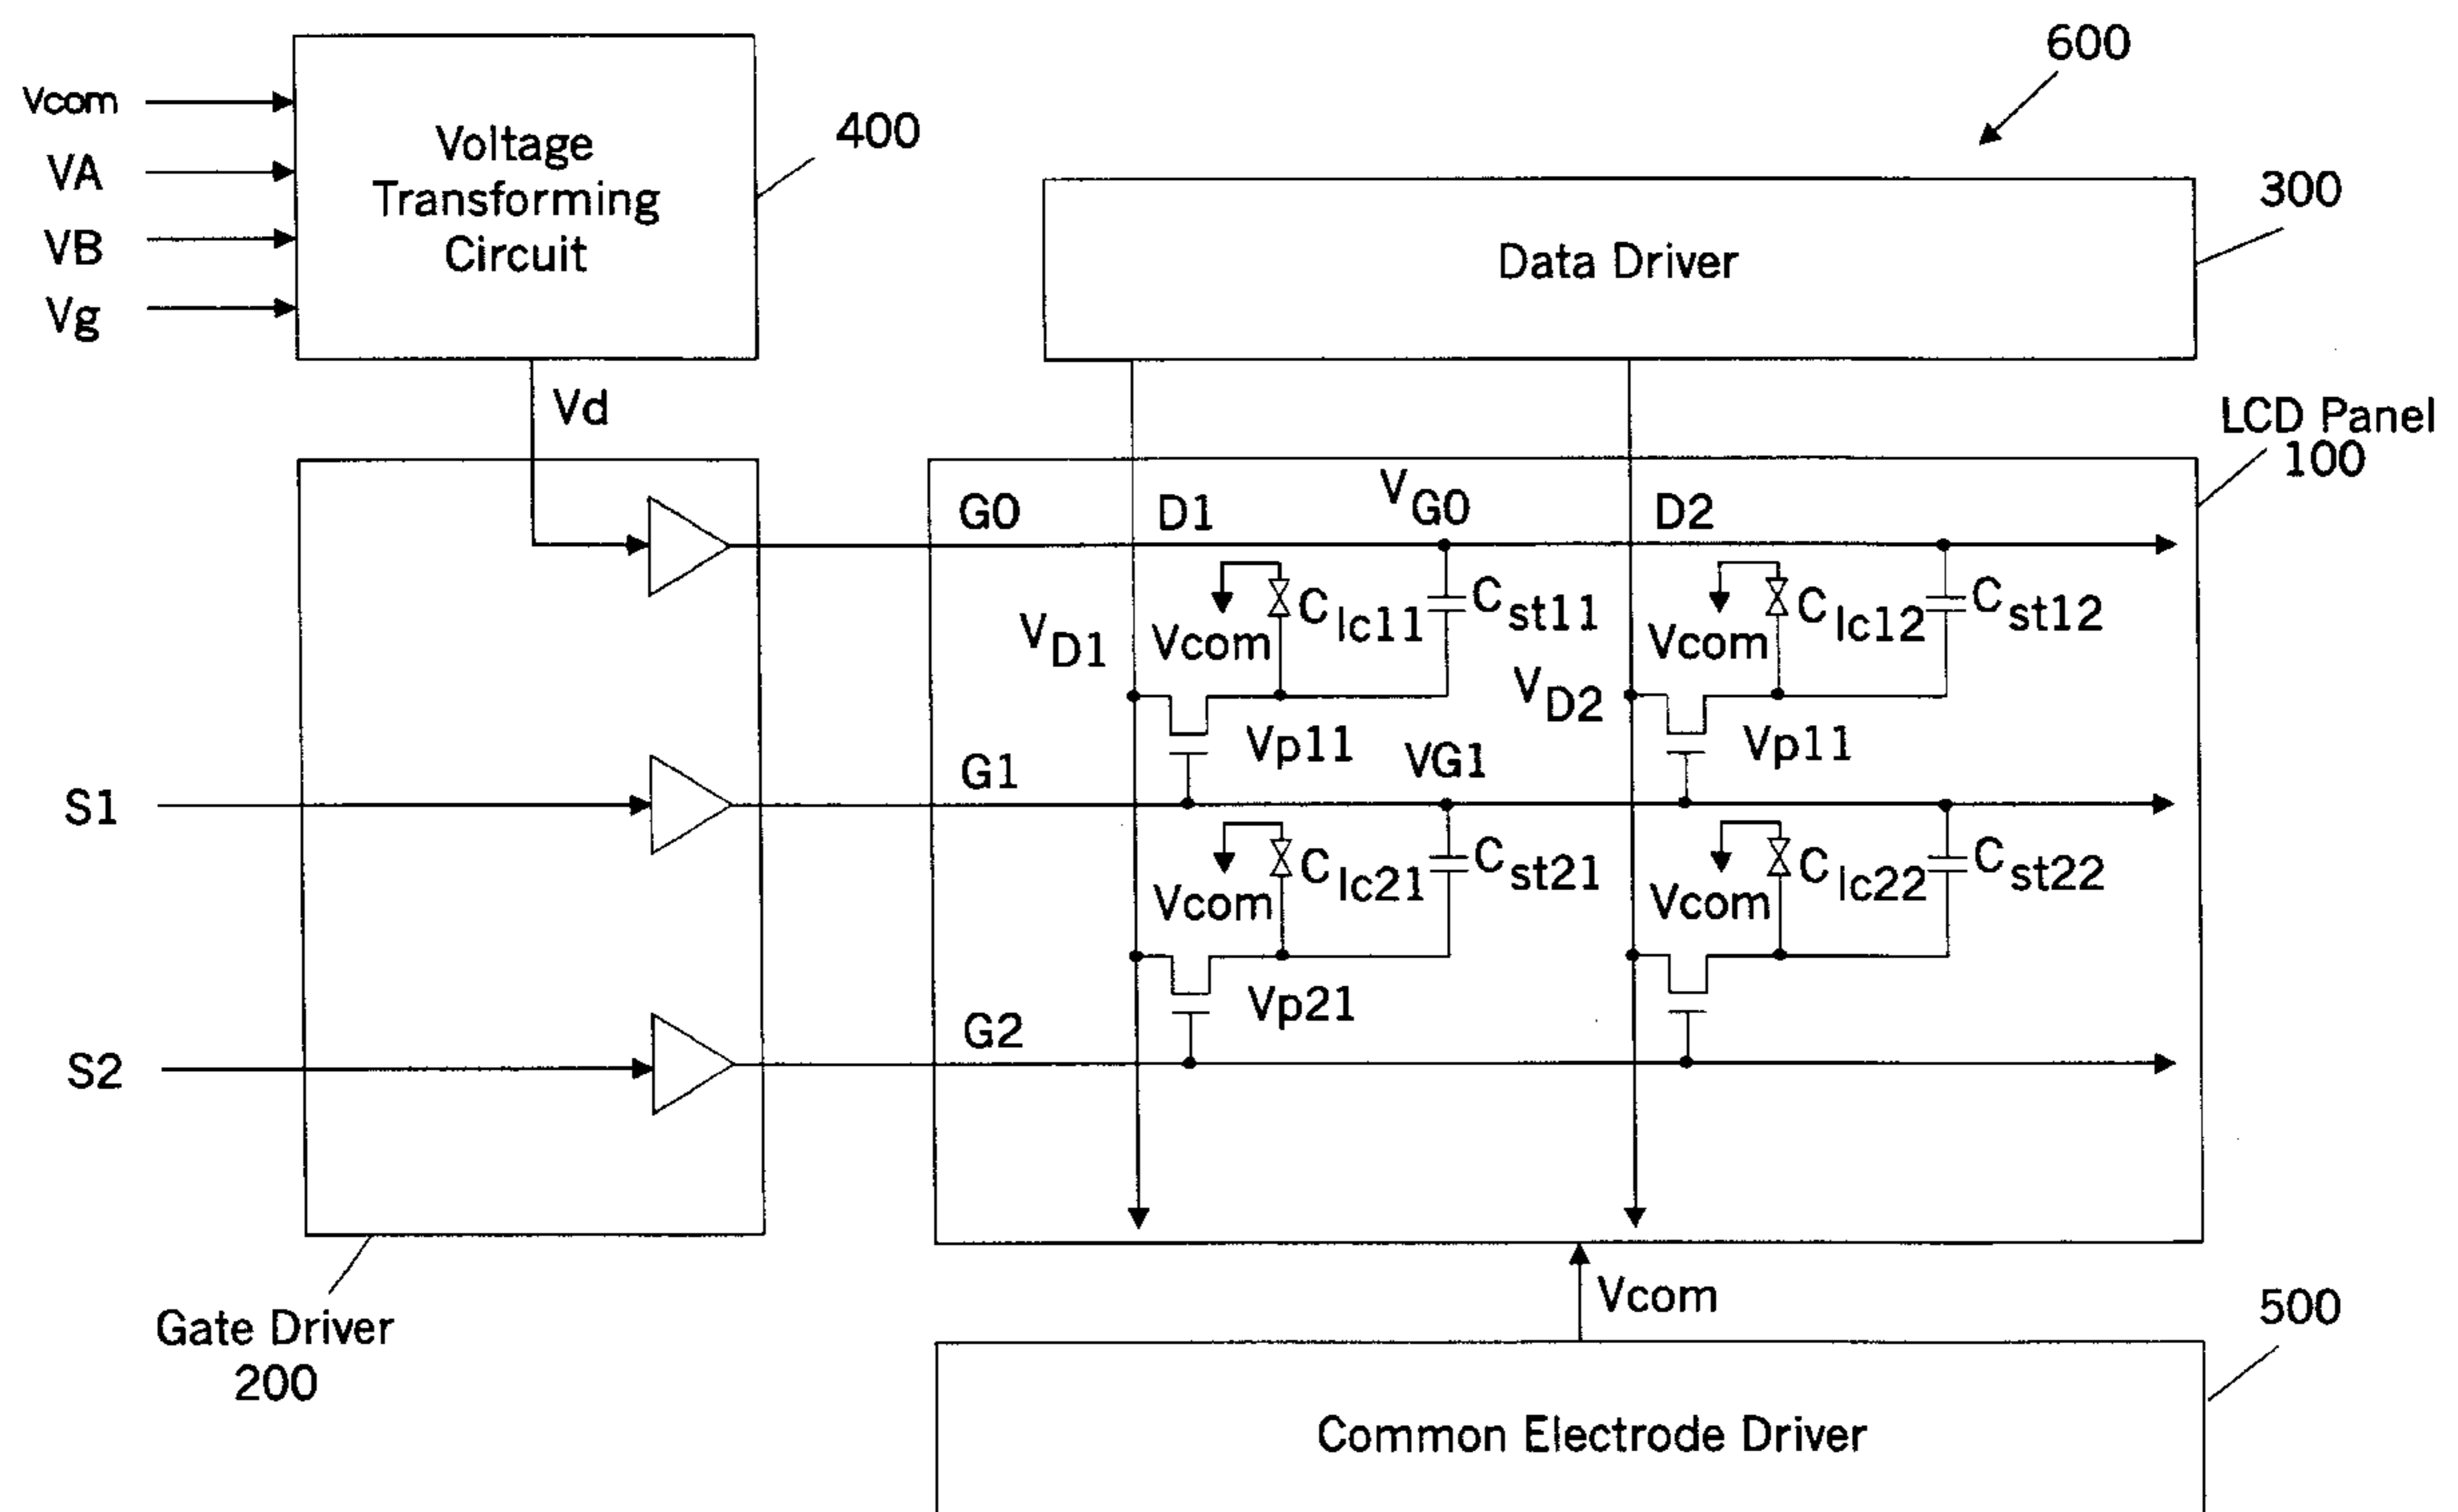 600
Vcom
VA
VB
Vg
Voltage
Transforming
Circuit
400
Data Driver
300
Vd
LCD Panel
100
G0
D1
VG0
D2
VD1
Vcom
Clc11
Cst11
Vcom
Clc12
Cst12
VD2
Vp11
Vp11
S1
G1
VG1
Vcom
Clc21
Cst21
Vcom
Clc22
Cst22
Vp21
S2
G2
Vcom
Gate Driver
200
500
Common Electrode Driver